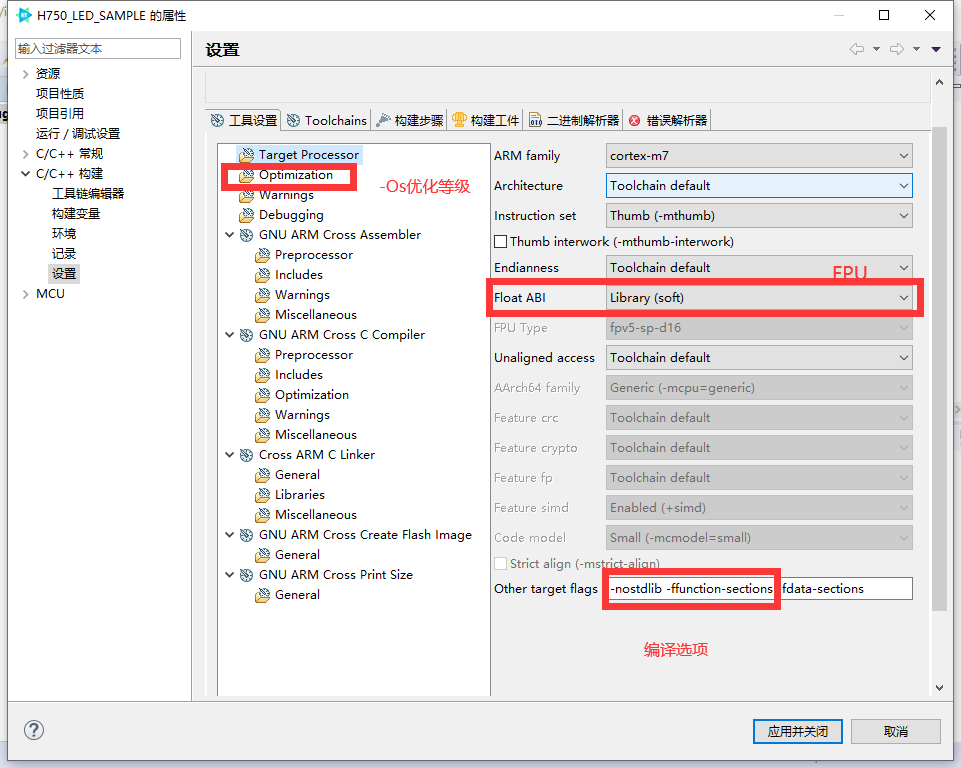 H750_LED_SAMPLE 的属性
输入过滤器文本
资源
项目性质
项目引用
运行 / 调试设置
C/C++ 常规
C/C++ 构建
工具链编辑器
构建变量
环境
记录
设置
MCU
设置
工具设置
Toolchains
构建步骤
构建工件
二进制解析器
错误解析器
Target Processor
Optimization
-Os优化等级
Warnings
Debugging
GNU ARM Cross Assembler
Preprocessor
Includes
Warnings
Miscellaneous
GNU ARM Cross C Compiler
Preprocessor
Includes
Optimization
Warnings
Miscellaneous
Cross ARM C Linker
General
Libraries
Miscellaneous
GNU ARM Cross Create Flash Image
General
GNU ARM Cross Print Size
General
ARM family cortex-m7
Architecture Toolchain default
Instruction set Thumb (-mthumb)
Thumb interwork (-mthumb-interwork)
Endianness Toolchain default
FPU
Float ABI Library (soft)
FPU Type fpv5-sp-d16
Unaligned access Toolchain default
AArch64 family Generic (-mcpu=generic)
Feature crc Toolchain default
Feature crypto Toolchain default
Feature fp Toolchain default
Feature simd Enabled (+simd)
Code model Small (-mcmodel=small)
Strict align (-mstrict-align)
Other target flags -nostdlib -ffunction-sections -fdata-sections
编译选项
应用并关闭
取消